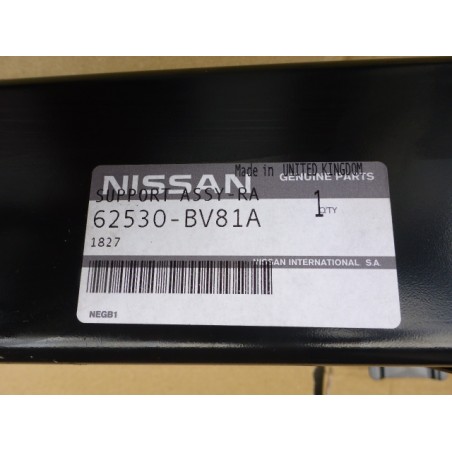 Made in UNITED KINGDOM
NISSAN GENUINE PARTS
SUPPORT ASSY-RA
62530-BV81A 1 QTY
1827
NISSAN INTERNATIONAL S.A.
NEGB1